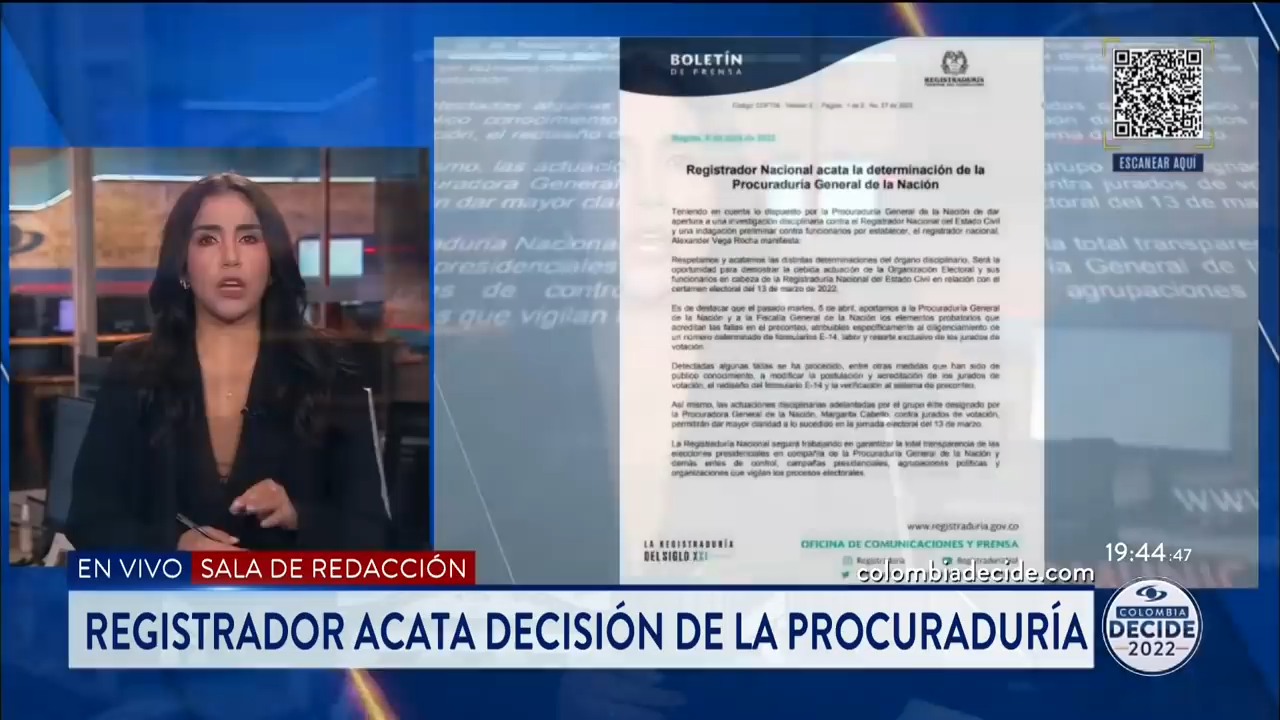 BOLETÍN
DE PRENSA
REGISTRADURÍA
ESCANEAR AQUÍ
Registrador Nacional acata la determinación de la
Procuraduría General de la Nación
Teniendo en cuenta lo dispuesto por la Procuraduría General de la Nación de dar
apertura a una investigación disciplinaria contra el Registrador Nacional del Estado Civil
y una indagación preliminar contra funcionarios por establecer, el registrador nacional,
Alexander Vega Rocha manifiesta:
Respetamos y acatamos las distintas determinaciones del órgano disciplinario. Será la
oportunidad para demostrar la debida actuación de la Organización Electoral y sus
funcionarios en cabeza de la Registraduría Nacional del Estado Civil en relación con el
certamen electoral del 13 de marzo de 2022.
Es de destacar que el pasado martes, 5 de abril, aportamos a la Procuraduría General
de la Nación y a la Fiscalía General de la Nación los elementos probatorios que
acreditan las fallas en el preconteo, atribuibles específicamente al diligenciamiento de
un número determinado de formularios E-14, labor y resorte exclusivo de los jurados de
votación.
Detectadas algunas fallas se ha procedido, entre otras medidas que han sido de
público conocimiento, a modificar la postulación y acreditación de los jurados de
votación, el rediseño del formulario E-14 y la verificación al sistema de preconteo.
Así mismo, las actuaciones disciplinarias adelantadas por el grupo élite designado por
la Procuradora General de la Nación, Margarita Cabello, contra jurados de votación,
permitirán dar mayor claridad a lo sucedido en la jornada electoral del 13 de marzo.
La Registraduría Nacional seguirá trabajando en garantizar la total transparencia de las
elecciones presidenciales en compañía de la Procuraduría General de la Nación y
demás entes de control, campañas presidenciales, agrupaciones políticas y
organizaciones que vigilan los procesos electorales.
www.registraduria.gov.co
LA REGISTRADURÍA
DEL SIGLO XXI
OFICINA DE COMUNICACIONES Y PRENSA
colombiadecide.com
19:44:47
EN VIVO SALA DE REDACCIÓN
REGISTRADOR ACATA DECISIÓN DE LA PROCURADURÍA
COLOMBIA
DECIDE
2022